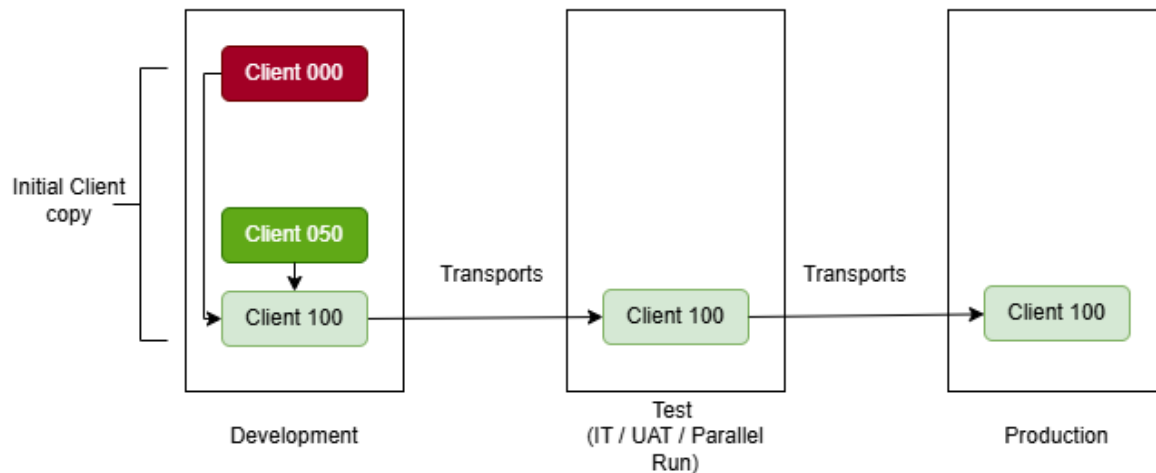 Client 000
Initial Client
copy
Client 050
Client 100
Transports
Client 100
Transports
Client 100
Development
Test
(IT / UAT / Parallel
Run)
Production